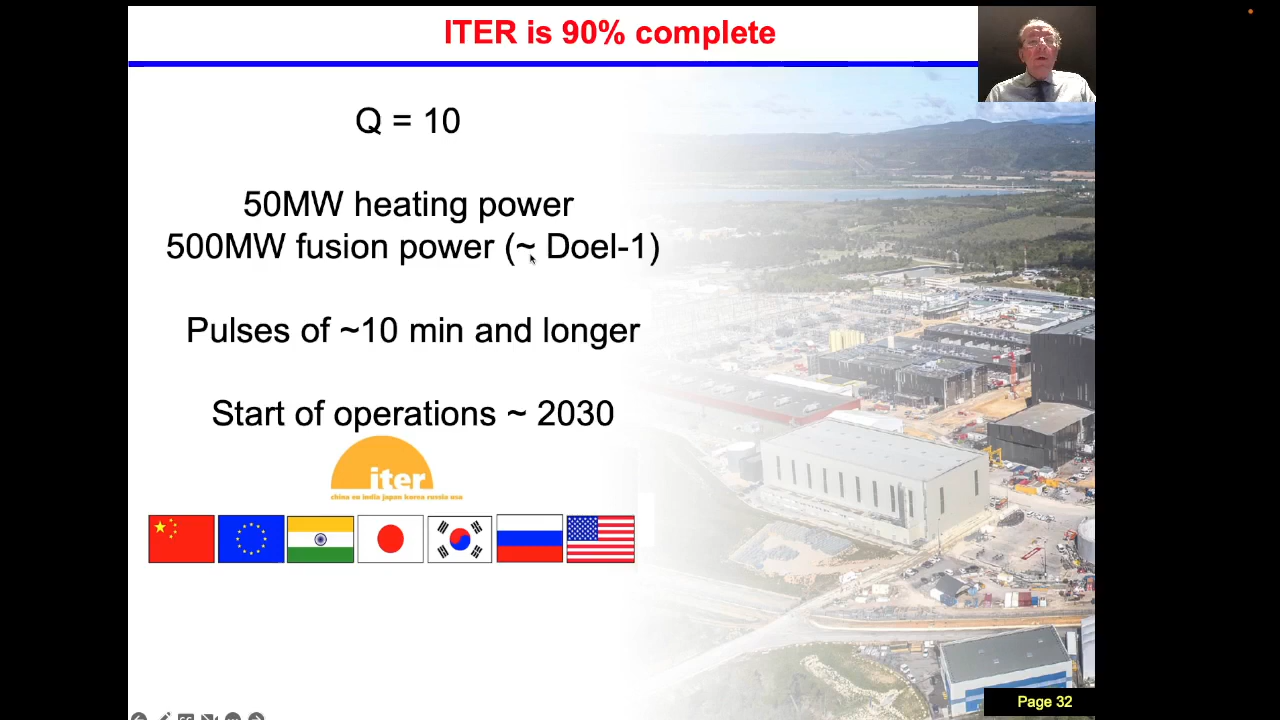 ITER is 90% complete
Q = 10
50MW heating power
500MW fusion power (~ Doel-1)
Pulses of ~10 min and longer
Start of operations ~ 2030
iter
china eu india japan korea russia usa
Page 32